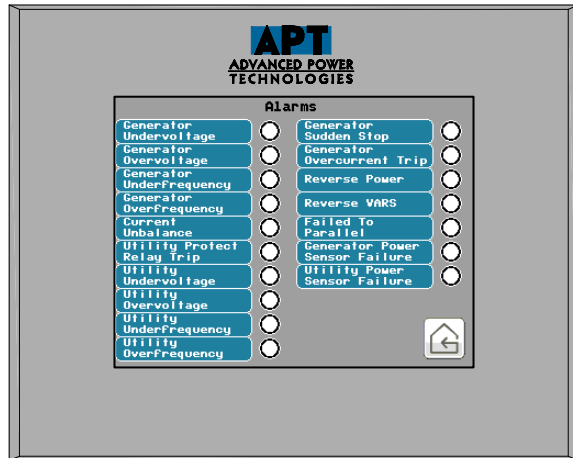 APT
ADVANCED POWER
TECHNOLOGIES
Alarms
Generator
Undervoltage
Generator
Overvoltage
Generator
Underfrequency
Generator
Overfrequency
Current
Unbalance
Utility Protect
Relay Trip
Utility
Undervoltage
Utility
Overvoltage
Utility
Underfrequency
Utility
Overfrequency
Generator
Sudden Stop
Generator
Overcurrent Trip
Reverse Power
Reverse VARS
Failed To
Parallel
Generator Power
Sensor Failure
Utility Power
Sensor Failure